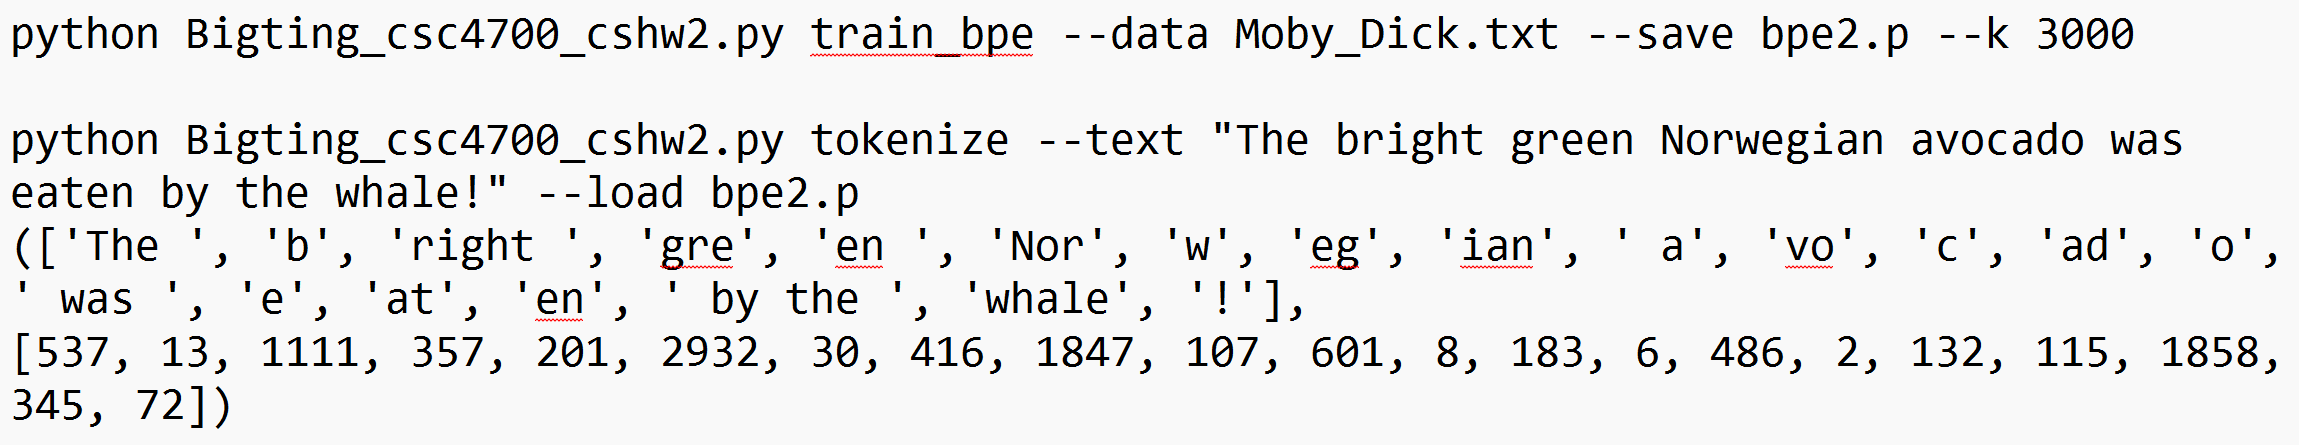 python Bigting_csc4700_cshw2.py train_bpe --data Moby_Dick.txt --save bpe2.p --k 3000
python Bigting_csc4700_cshw2.py tokenize --text "The bright green Norwegian avocado was
eaten by the whale!" --load bpe2.p
(['The ', 'b', 'right ', 'gre', 'en ', 'Nor', 'w', 'eg', 'ian', ' a', 'vo', 'c', 'ad', 'o',
' was ', 'e', 'at', 'en', ' by the ', 'whale', '!'],
[537, 13, 1111, 357, 201, 2932, 30, 416, 1847, 107, 601, 8, 183, 6, 486, 2, 132, 115, 1858,
345, 72])